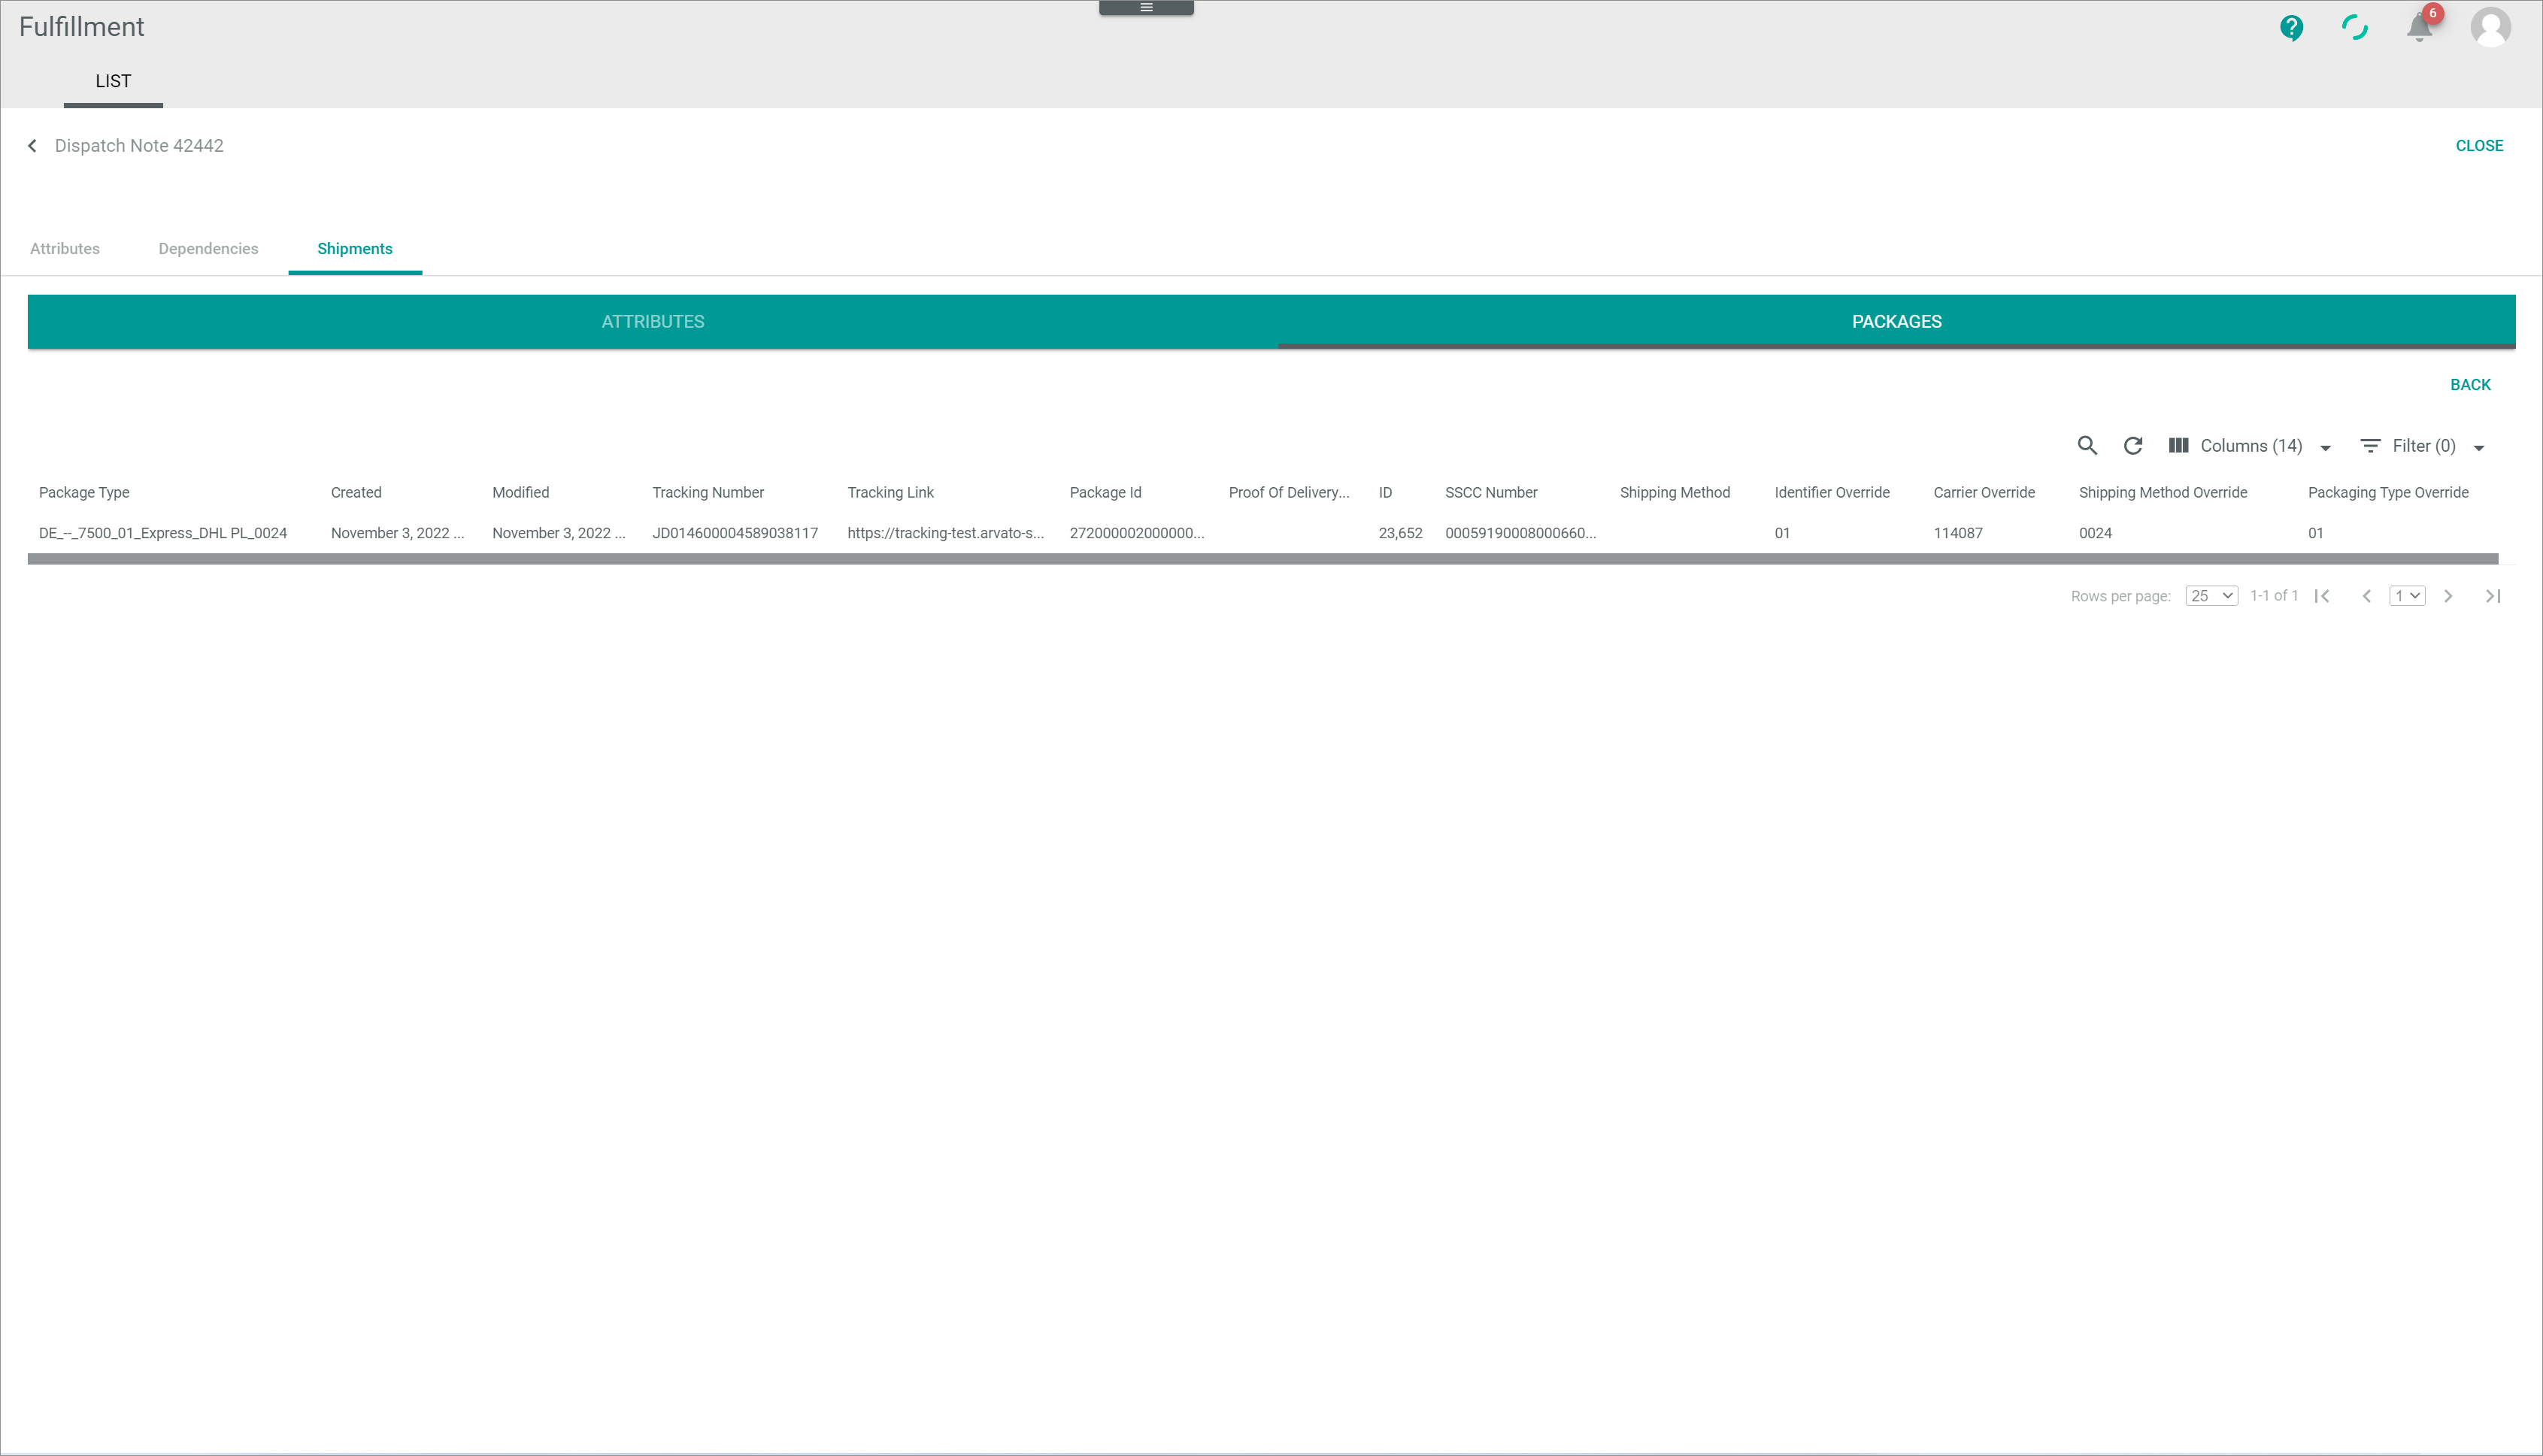 Fulfillment
6
LIST
Dispatch Note 42442
CLOSE
Attributes Dependencies Shipments
ATTRIBUTES PACKAGES
BACK
Columns (14) Filter (0)
Package Type Created Modified Tracking Number Tracking Link Package Id Proof Of Delivery... ID SSCC Number Shipping Method Identifier Override Carrier Override Shipping Method Override Packaging Type Override
DE_--_7500_01_Express_DHL PL_0024 November 3, 2022 ... November 3, 2022 ... JD014600004589038117 https://tracking-test.arvato-s... 272000002000000... 23,652 00059190008000660... 01 114087 0024 01
Rows per page: 25 1-1 of 1 1